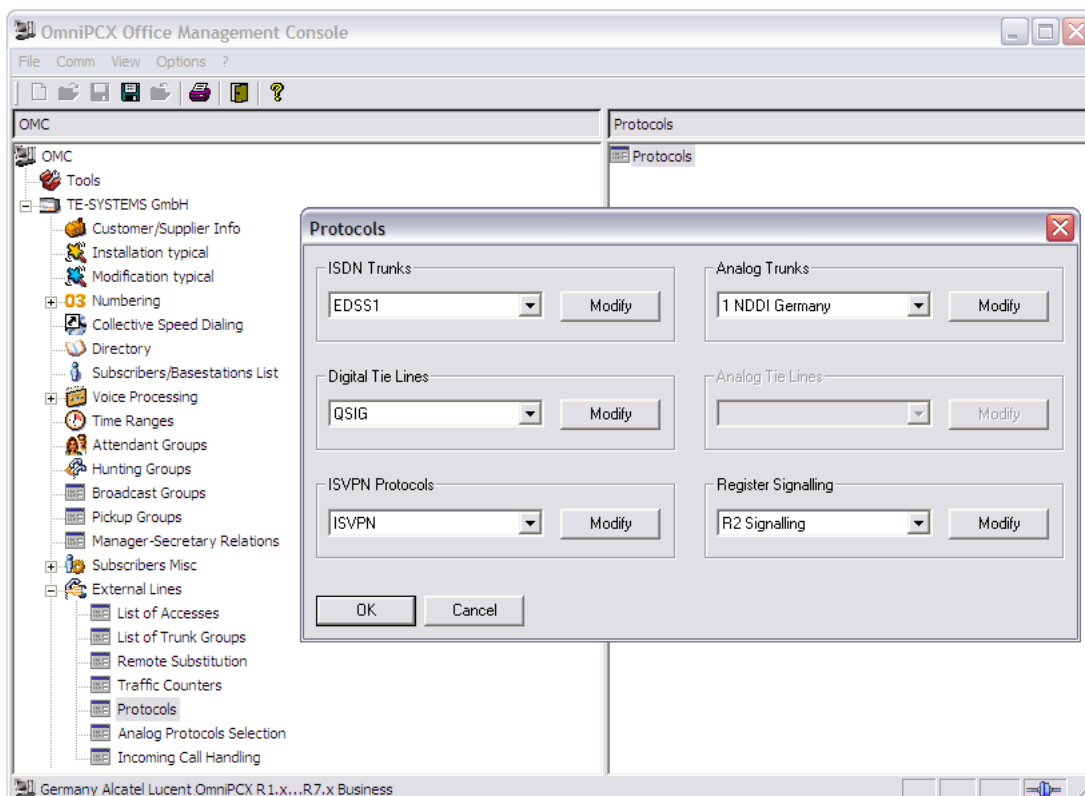 OmniPCX Office Management Console
File Comm View Options ?
OMC
Protocols
OMC
Tools
TE-SYSTEMS GmbH
Customer/Supplier Info
Installation typical
Modification typical
03 Numbering
Collective Speed Dialing
Directory
Subscribers/Basestations List
Voice Processing
Time Ranges
Attendant Groups
Hunting Groups
Broadcast Groups
Pickup Groups
Manager-Secretary Relations
Subscribers Misc
External Lines
List of Accesses
List of Trunk Groups
Remote Substitution
Traffic Counters
Protocols
Analog Protocols Selection
Incoming Call Handling
Protocols
Protocols
ISDN Trunks
EDSS1 Modify
Analog Trunks
1 NDDI Germany Modify
Digital Tie Lines
QSIG Modify
Analog Tie Lines
Modify
ISVPN Protocols
ISVPN Modify
Register Signalling
R2 Signalling Modify
OK Cancel
Germany Alcatel Lucent OmniPCX R1.x...R7.x Business